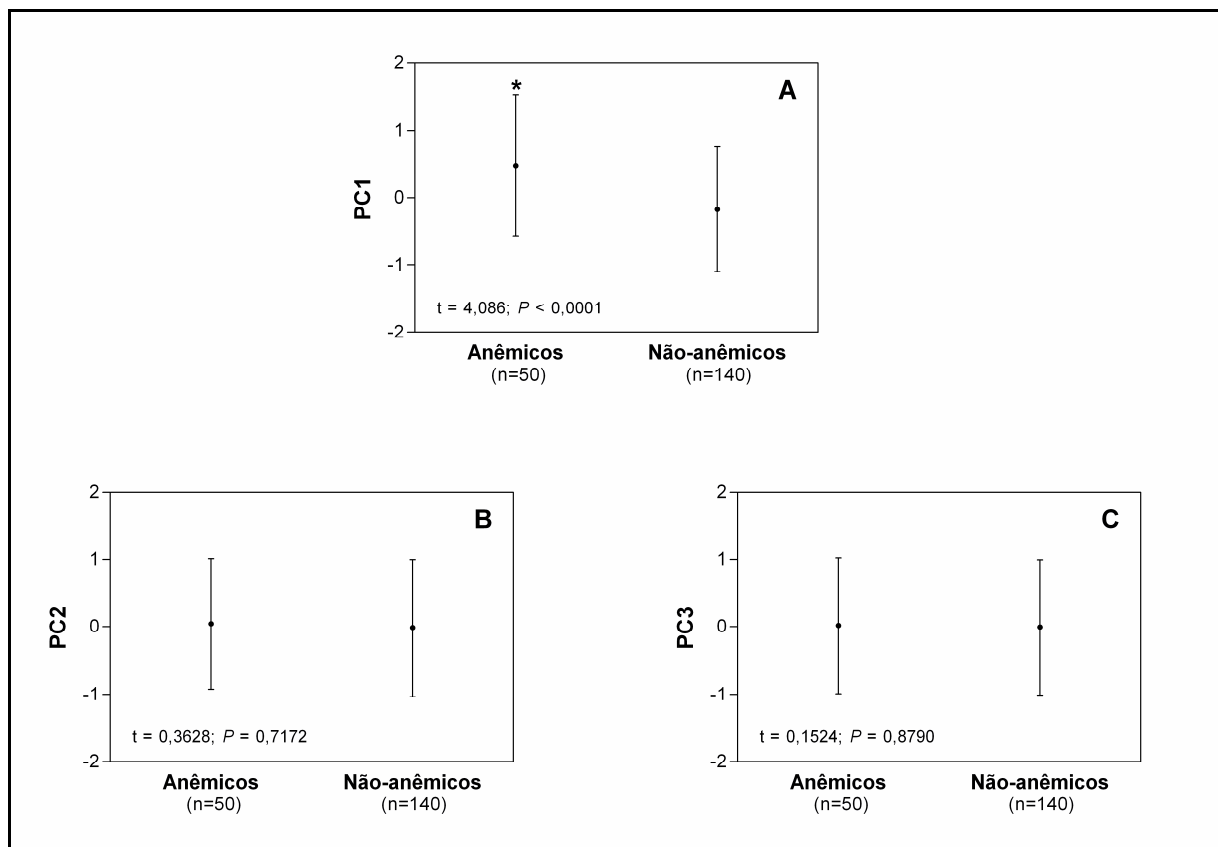 A
*
2
1
0
-1
-2
PC1
t = 4,086; P < 0,0001
Anêmicos
(n=50)
Não-anêmicos
(n=140)
B
2
1
0
-1
-2
PC2
t = 0,3628; P = 0,7172
Anêmicos
(n=50)
Não-anêmicos
(n=140)
C
2
1
0
-1
-2
PC3
t = 0,1524; P = 0,8790
Anêmicos
(n=50)
Não-anêmicos
(n=140)